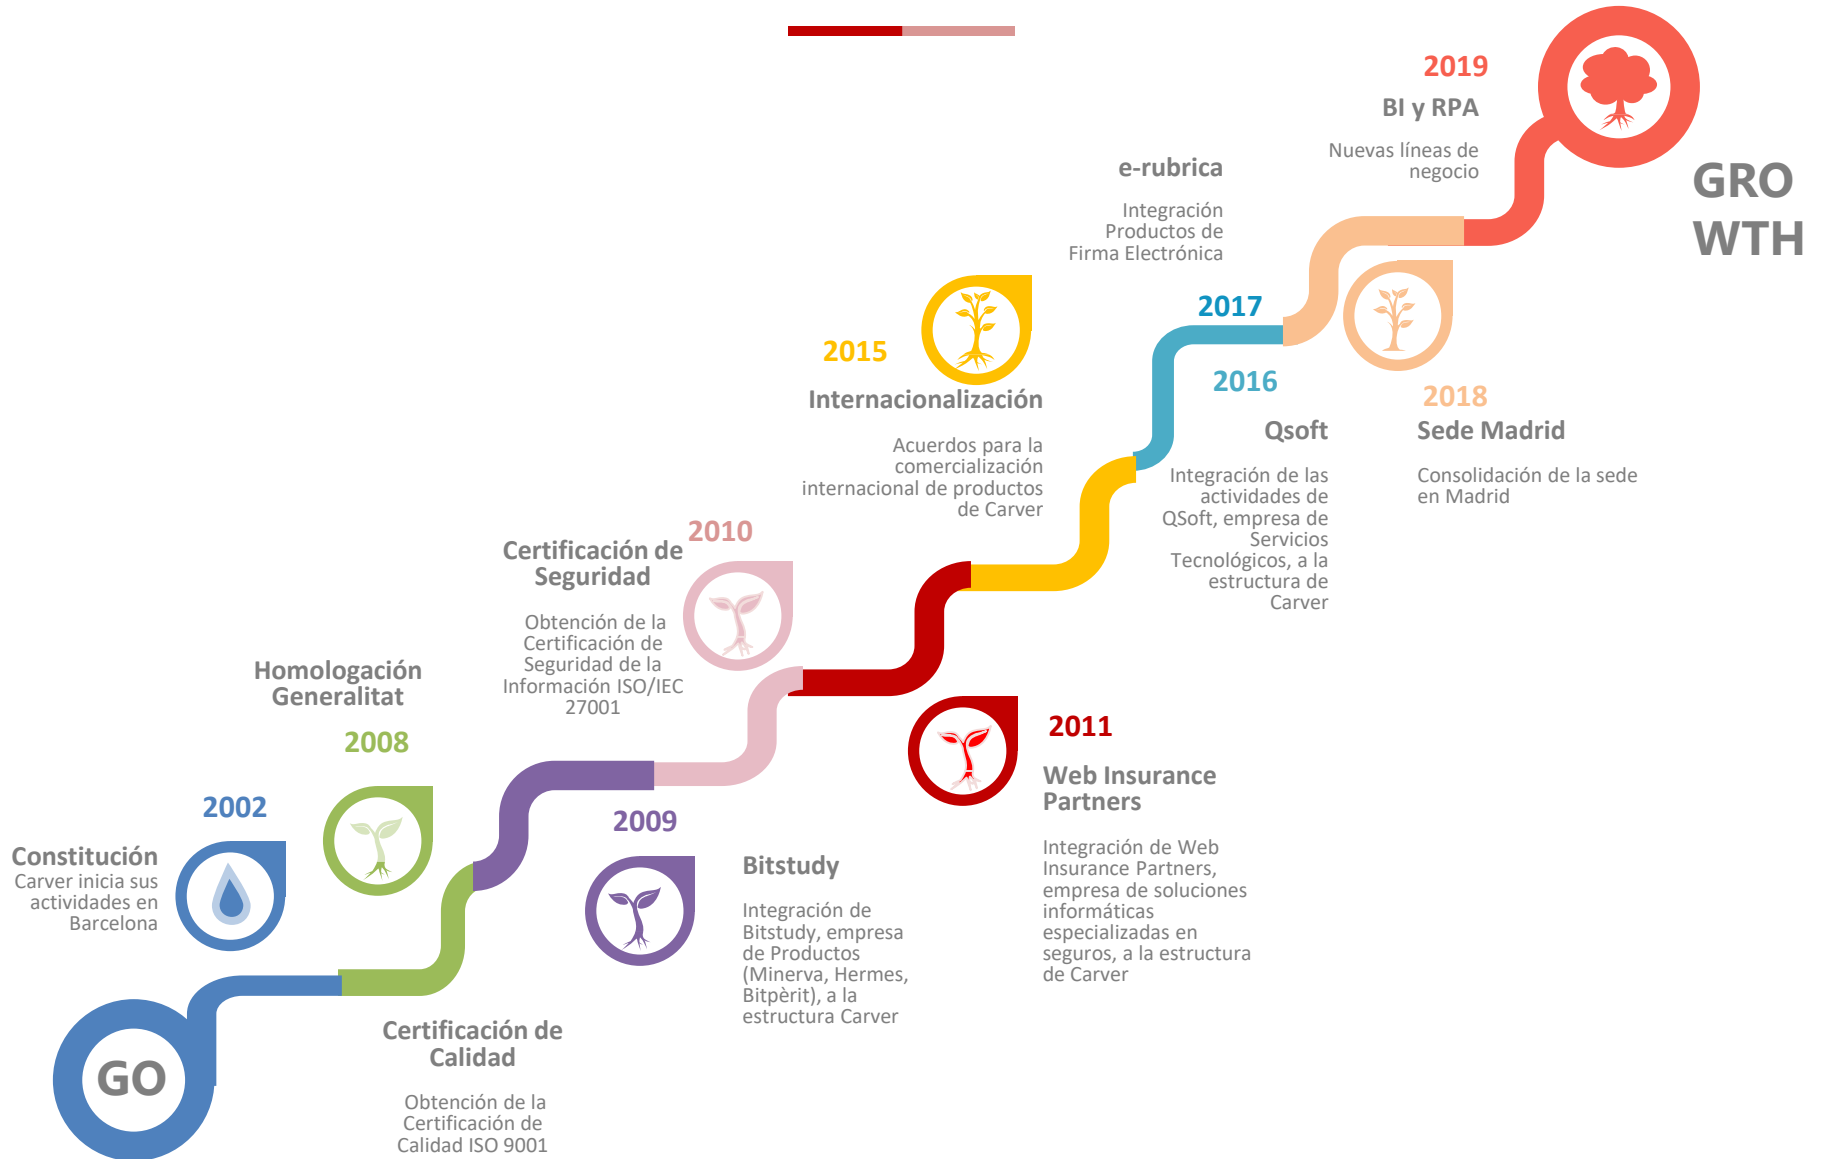 GO
2002
Constitución
Carver inicia sus
actividades en
Barcelona
Homologación
Generalitat
2008
Certificación de
Calidad
Obtención de la
Certificación de
Calidad ISO 9001
2009
Bitstudy
Integración de
Bitstudy, empresa
de Productos
(Minerva, Hermes,
Bitpèrit), a la
estructura Carver
2010
Certificación de
Seguridad
Obtención de la
Certificación de
Seguridad de la
Información ISO/IEC
27001
2011
Web Insurance
Partners
Integración de Web
Insurance Partners,
empresa de soluciones
informáticas
especializadas en
seguros, a la estructura
de Carver
2015
Internacionalización
Acuerdos para la
comercialización
internacional de productos
de Carver
2016
Qsoft
Integración de las
actividades de
QSoft, empresa de
Servicios
Tecnológicos, a la
estructura de
Carver
e-rubrica
Integración
Productos de
Firma Electrónica
2017
2018
Sede Madrid
Consolidación de la sede
en Madrid
2019
BI y RPA
Nuevas líneas de
negocio
GRO
WTH